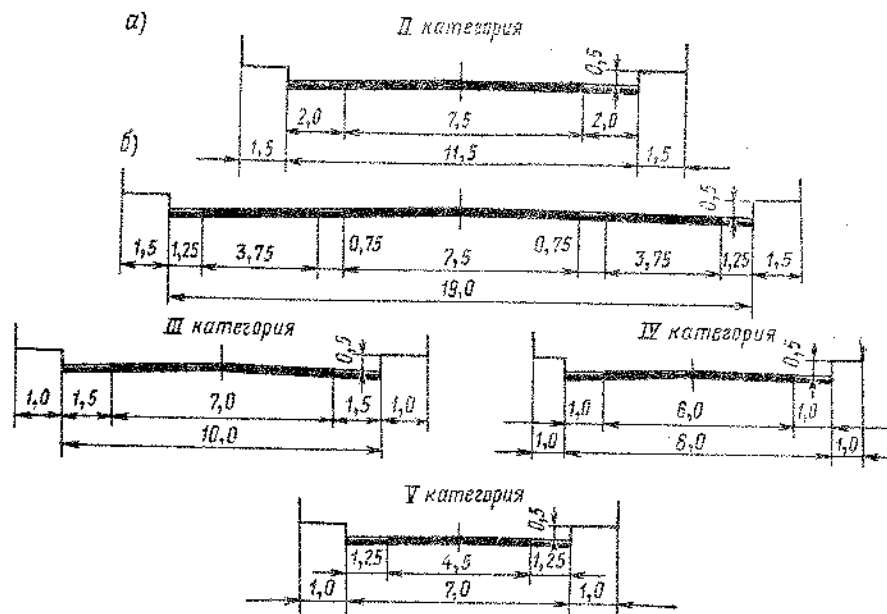 а)
II категория
0,5
2,0 7,5 2,0
1,5 11,5 1,5
б)
0,5
1,5 1,25 3,75 0,75 7,5 0,75 3,75 1,25 1,5
19,0
III категория
0,5
1,0 1,5 7,0 1,5 1,0
10,0
IV категория
0,5
1,0 6,0 1,0
1,0 8,0 1,0
V категория
0,5
1,25 4,5 1,25
1,0 7,0 1,0